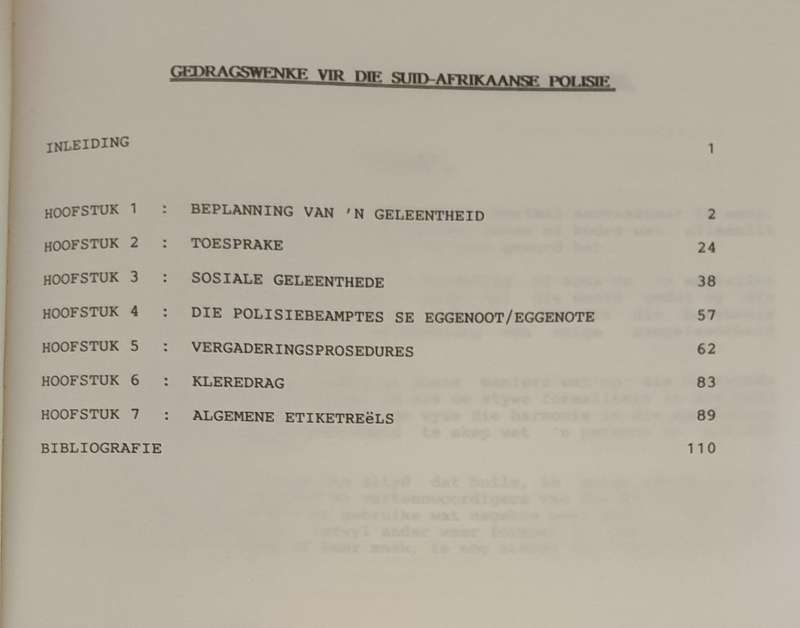 GEDRAGSWENKE VIR DIE SUID-AFRIKAANSE POLISIE
INLEIDING 1
HOOFSTUK 1 : BEPLANNING VAN 'N GELEENTHEID 2
HOOFSTUK 2 : TOESPRAKE 24
HOOFSTUK 3 : SOSIALE GELEENTHEDE 38
HOOFSTUK 4 : DIE POLISIEBEAMPTES SE EGGENOOT/EGGENOTE 57
HOOFSTUK 5 : VERGADERINGSPROSEDURES 62
HOOFSTUK 6 : KLEREDRAG 83
HOOFSTUK 7 : ALGEMENE ETIKETREëLS 89
BIBLIOGRAFIE 110